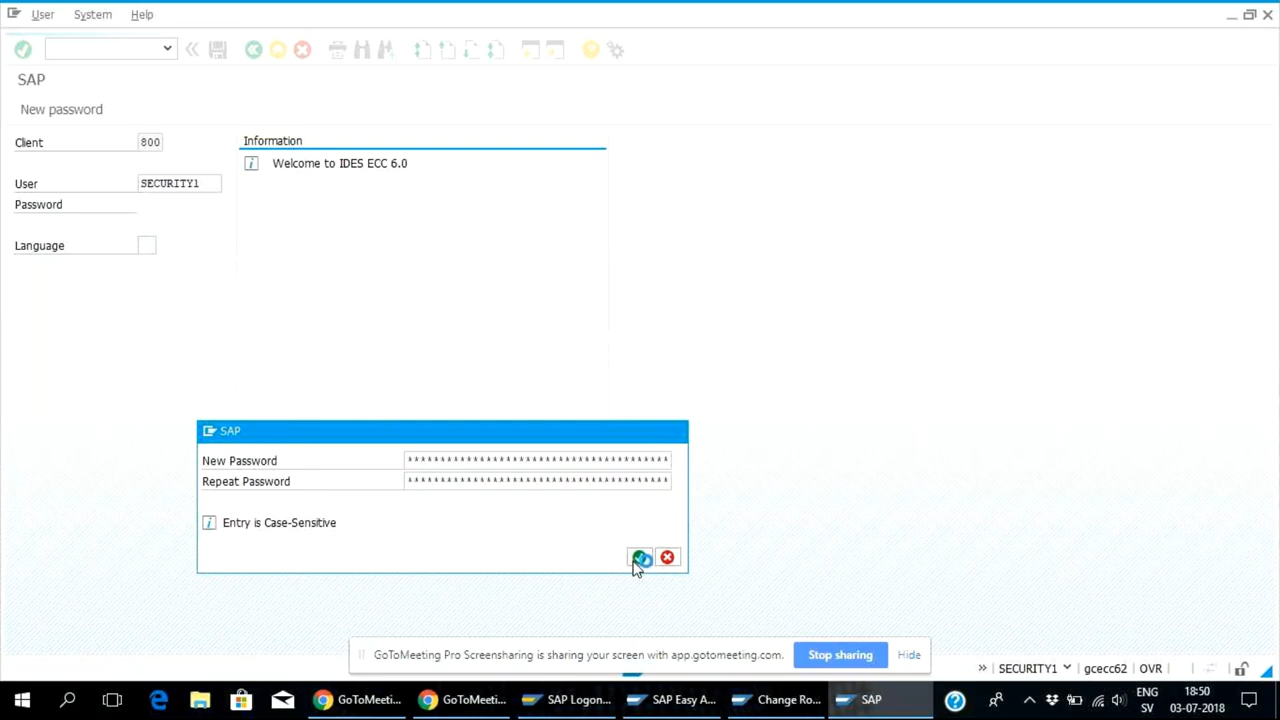 User System Help
SAP
New password
Client 800
Information
Welcome to IDES ECC 6.0
User SECURITY1
Password
Language
SAP
New Password ****************************************
Repeat Password ****************************************
Entry is Case-Sensitive
GoToMeeting Pro Screensharing is sharing your screen with app.gotomeeting.com. Stop sharing Hide
SECURITY1 gcecc62 OVR
GoToMeeti... GoToMeeti... SAP Logon... SAP Easy A... Change Ro... SAP
ENG 18:50
SV 03-07-2018